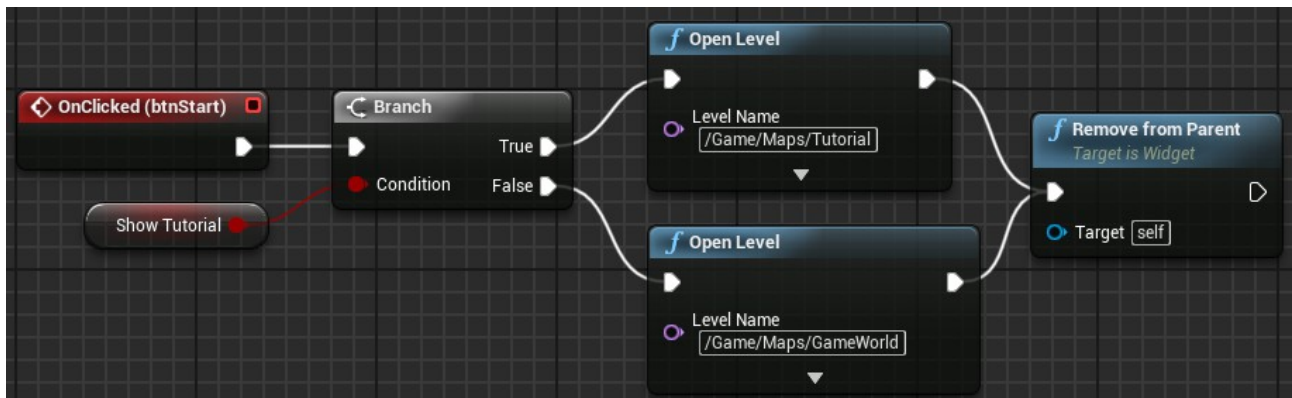 OnClicked (btnStart)
Show Tutorial
Branch
True
Condition
False
Open Level
Level Name
/Game/Maps/Tutorial
Open Level
Level Name
/Game/Maps/GameWorld
Remove from Parent
Target is Widget
Target self